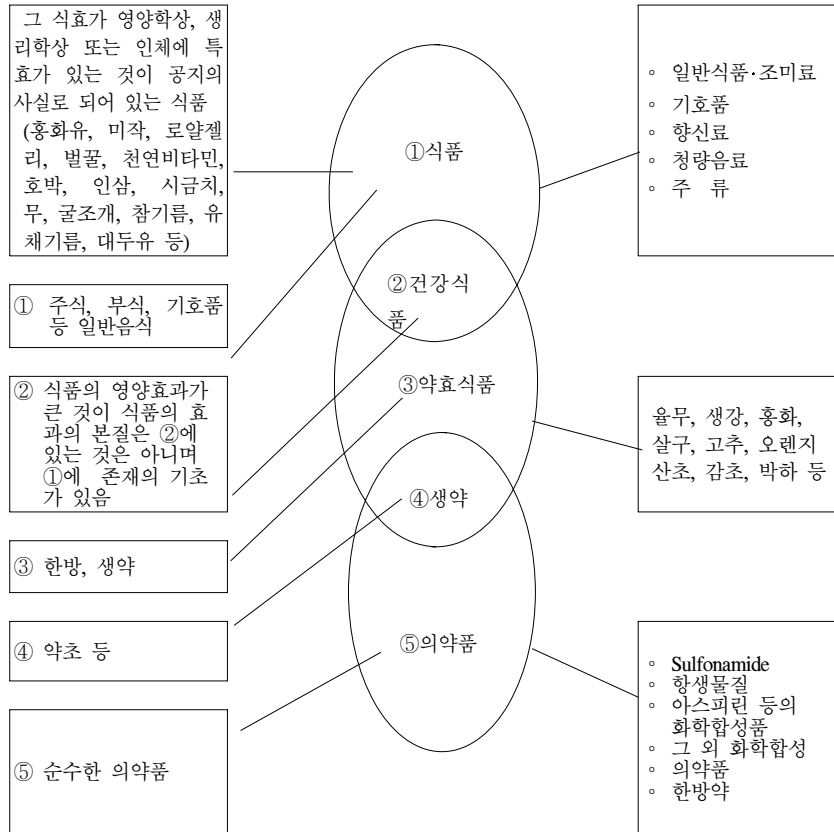 그 식효가 영양학상, 생
리학상 또는 인체에 특
효가 있는 것이 공지의
사실로 되어 있는 식품
(홍화유, 미작, 로얄젤
리, 벌꿀, 천연비타민,
호박, 인삼, 시금치,
무, 굴조개, 참기름, 유
채기름, 대두유 등)
① 주식, 부식, 기호품
등 일반음식
② 식품의 영양효과가
큰 것이 식품의 효
과의 본질은 ②에
있는 것은 아니며
①에 존재의 기초
가 있음
③ 한방, 생약
④ 약초 등
⑤ 순수한 의약품
①식품
②건강식
품
③약효식품
④생약
⑤의약품
◦ 일반식품·조미료
◦ 기호품
◦ 향신료
◦ 청량음료
◦ 주 류
율무, 생강, 홍화,
살구, 고추, 오렌지
산초, 감초, 박하 등
◦ Sulfonamide
◦ 항생물질
◦ 아스피린 등의
화학합성품
◦ 그 외 화학합성
◦ 의약품
◦ 한방약